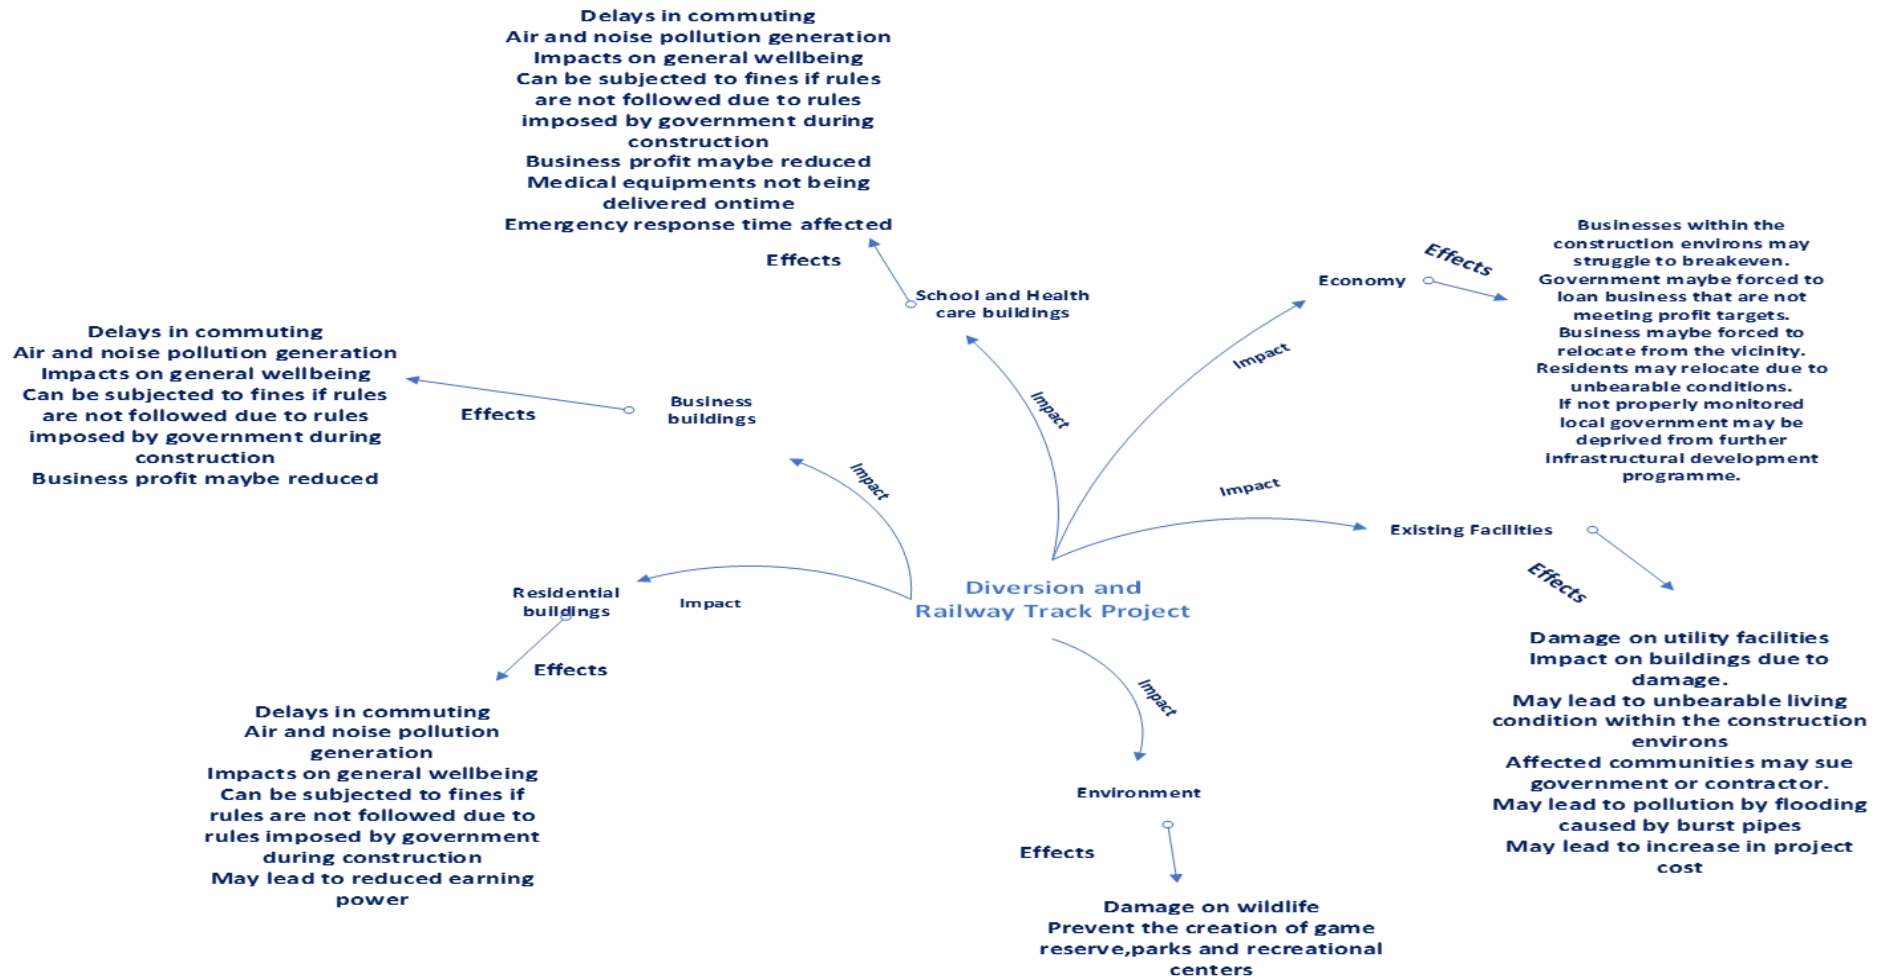 Delays in commuting
Air and noise pollution generation
Impacts on general wellbeing
Can be subjected to fines if rules
are not followed due to rules
imposed by government during
construction
Business profit maybe reduced
Medical equipments not being
delivered ontime
Emergency response time affected
Effects
School and Health
care buildings
Impact
Economy
Effects
Impact
Businesses within the
construction environs may
struggle to breakeven.
Government maybe forced to
loan business that are not
meeting profit targets.
Business maybe forced to
relocate from the vicinity.
Residents may relocate due to
unbearable conditions.
If not properly monitored
local government may be
deprived from further
infrastructural development
programme.
Delays in commuting
Air and noise pollution generation
Impacts on general wellbeing
Can be subjected to fines if rules
are not followed due to rules
imposed by government during
construction
Business profit maybe reduced
Effects
Business
buildings
Impact
Impact
Existing Facilities
Effects
Damage on utility facilities
Impact on buildings due to
damage.
May lead to unbearable living
condition within the construction
environs
Affected communities may sue
government or contractor.
May lead to pollution by flooding
caused by burst pipes
May lead to increase in project
cost
Diversion and
Railway Track Project
Residential
buildings
Impact
Effects
Delays in commuting
Air and noise pollution
generation
Impacts on general wellbeing
Can be subjected to fines if
rules are not followed due to
rules imposed by government
during construction
May lead to reduced earning
power
Impact
Environment
Effects
Damage on wildlife
Prevent the creation of game
reserve,parks and recreational
centers